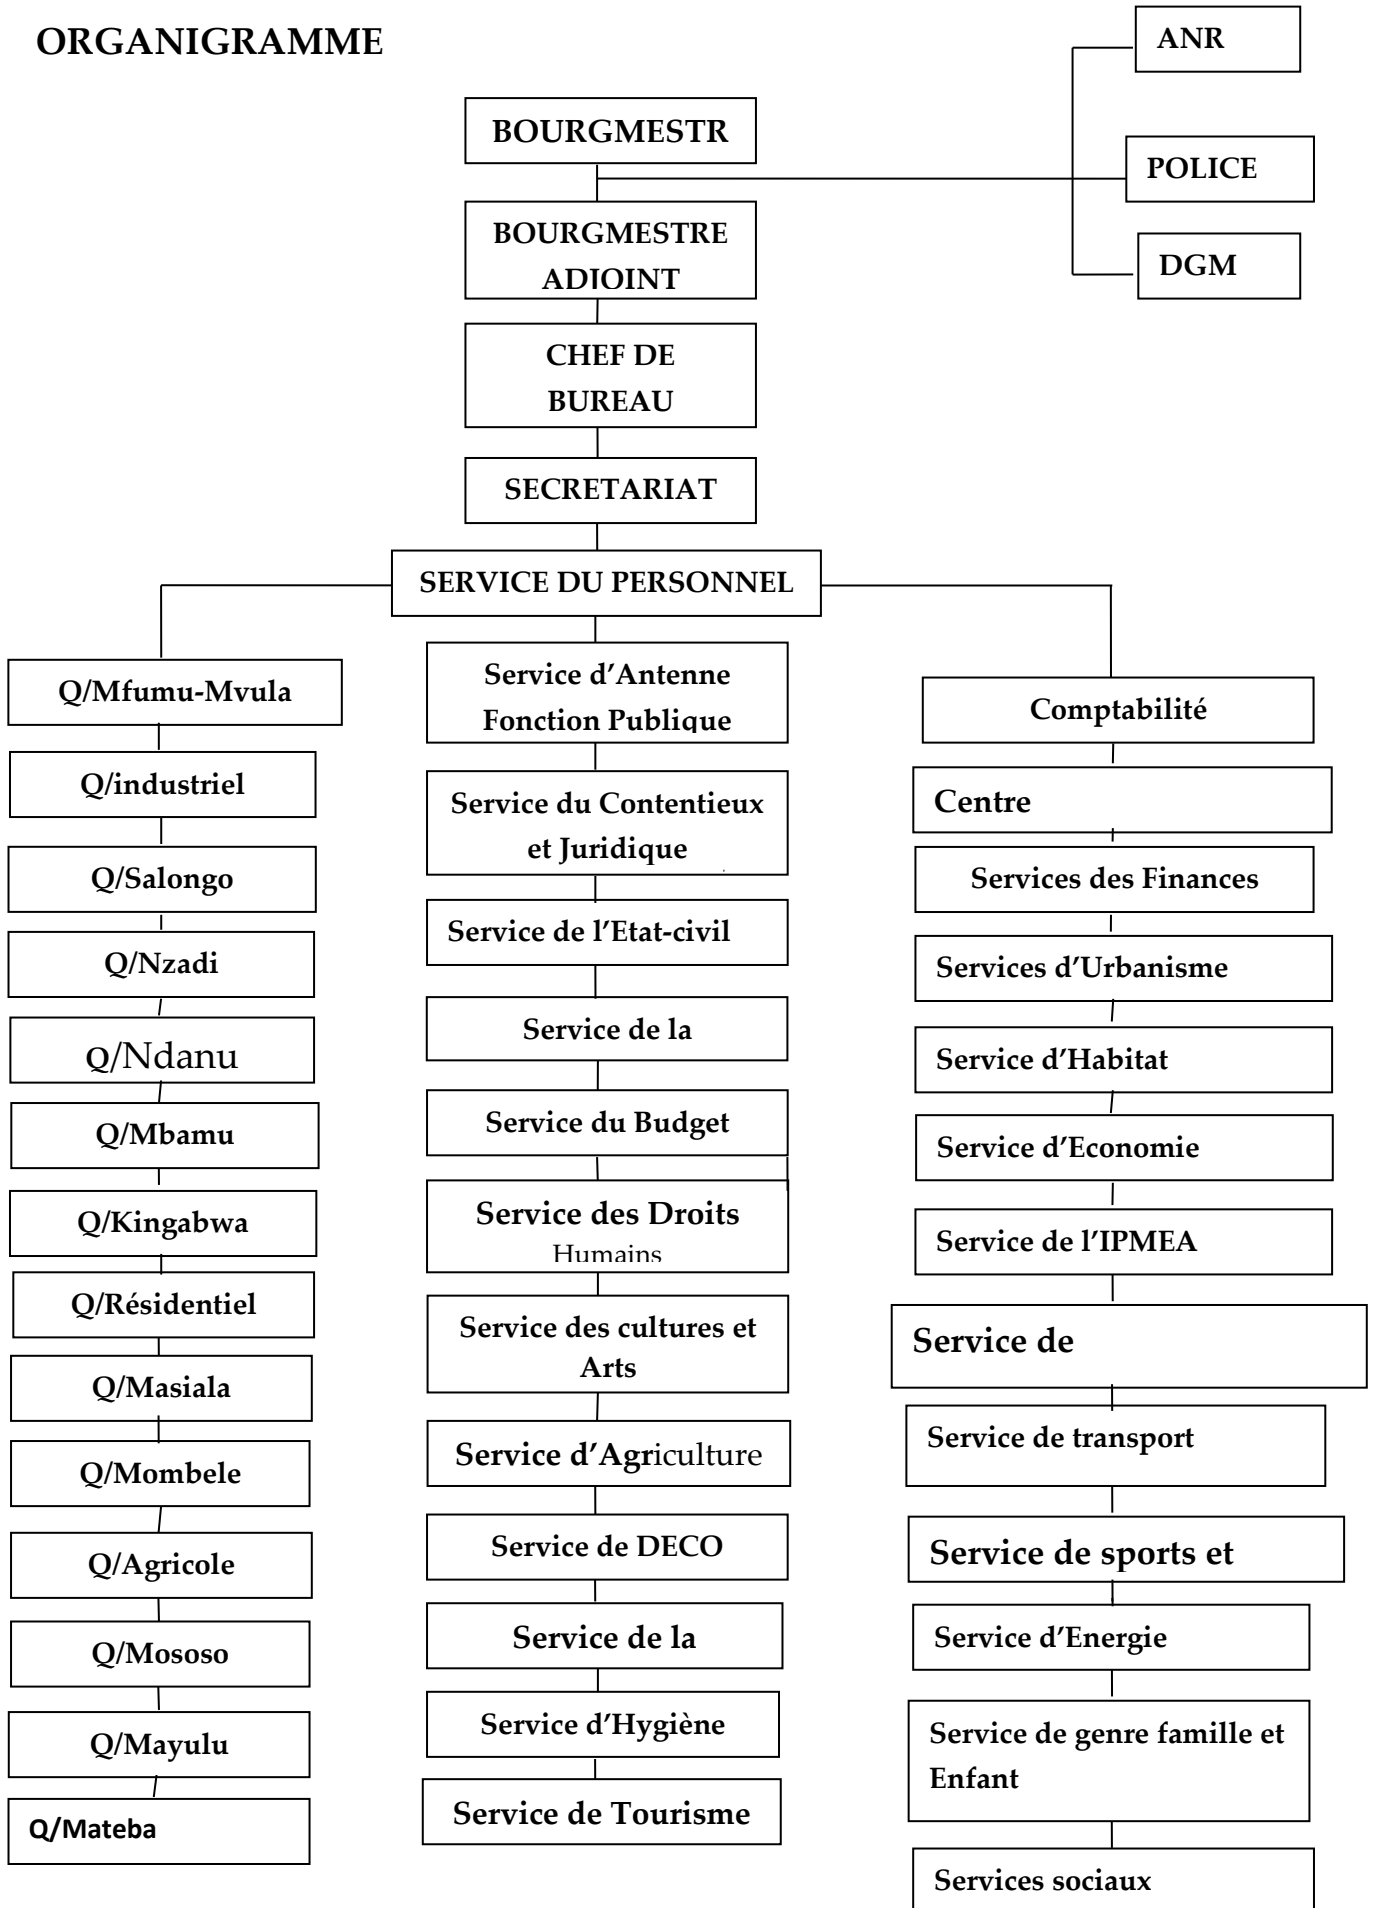 ORGANIGRAMME
ANR
BOURGMESTR
POLICE
BOURGMESTRE
ADJOINT
DGM
CHEF DE
BUREAU
SECRETARIAT
SERVICE DU PERSONNEL
Q/Mfumu-Mvula
Q/industriel
Q/Salongo
Q/Nzadi
Q/Ndanu
Q/Mbamu
Q/Kingabwa
Q/Résidentiel
Q/Masiala
Q/Mombele
Q/Agricole
Q/Mososo
Q/Mayulu
Q/Mateba
Service d’Antenne
Fonction Publique
Service du Contentieux
et Juridique
Service de l’Etat-civil
Service de la
Service du Budget
Service des Droits
Humains
Service des cultures et
Arts
Service d’Agriculture
Service de DECO
Service de la
Service d’Hygiène
Service de Tourisme
Comptabilité
Centre
Services des Finances
Services d’Urbanisme
Service d’Habitat
Service d’Economie
Service de l’IPMEA
Service de
Service de transport
Service de sports et
Service d’Energie
Service de genre famille et
Enfant
Services sociaux